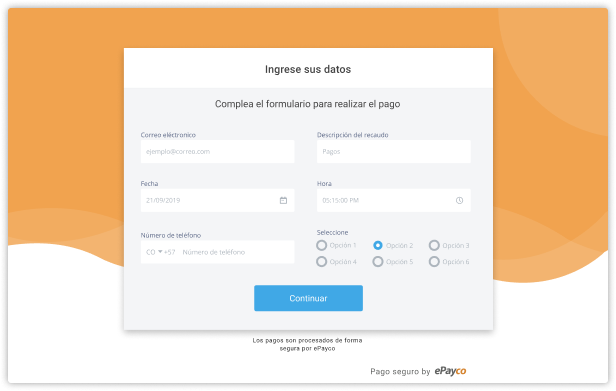 Ingrese sus datos
Complea el formulario para realizar el pago
Correo eléctronico
Descripción del recaudo
ejemplo@correo.com
Pagos
Fecha
Hora
21/09/2019
05:15:00 PM
Número de teléfono
Seleccione
CO +57 Número de teléfono
Opción 1 Opción 2 Opción 3
Opción 4 Opción 5 Opción 6
Continuar
Los pagos son procesados de forma
segura por ePayco
Pago seguro by ePayco